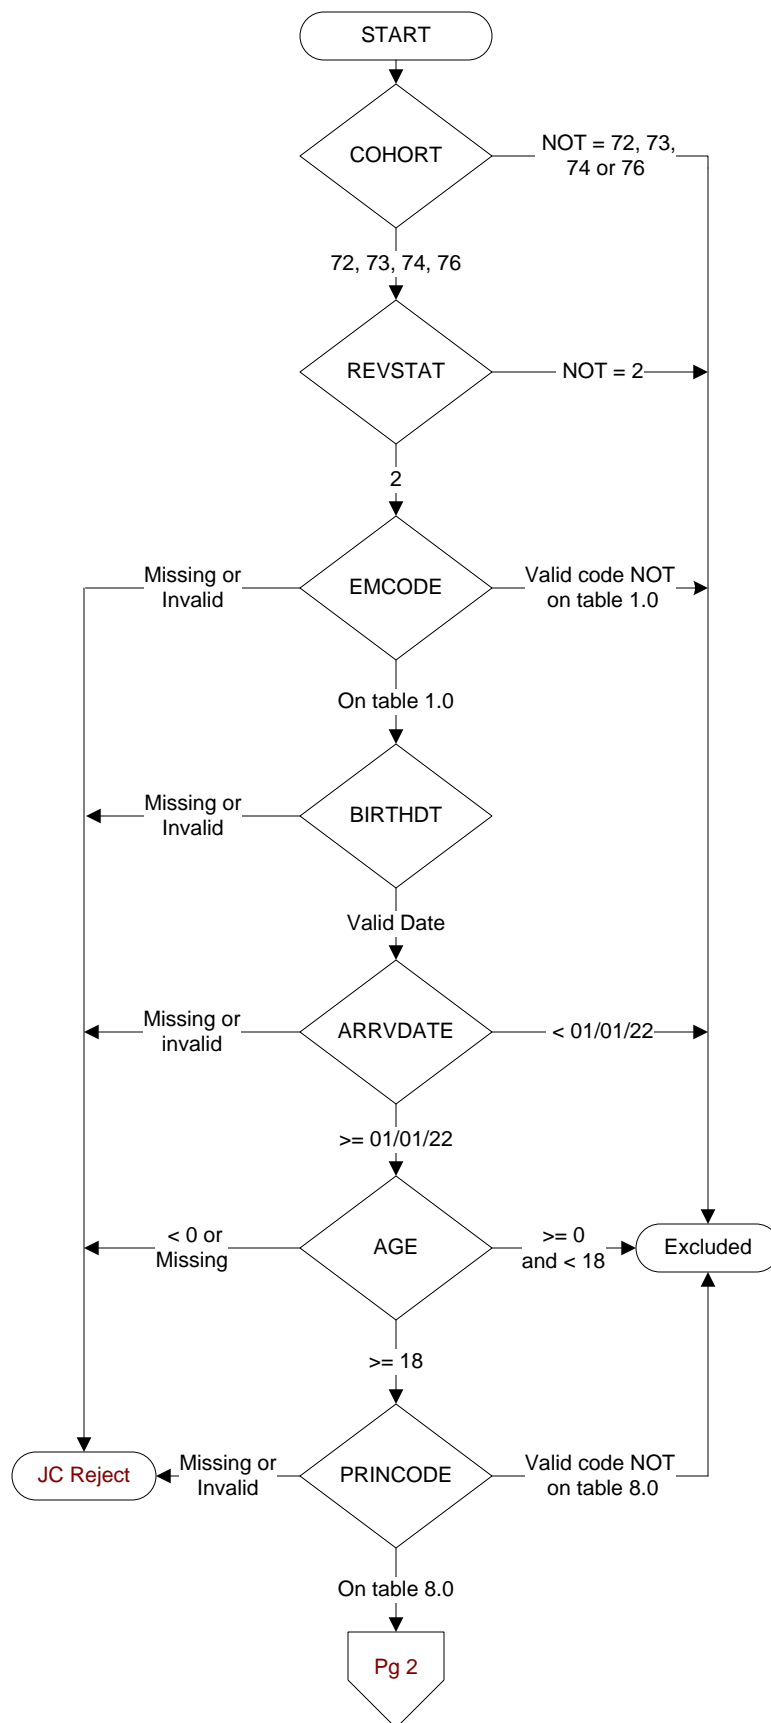 START
COHORT
NOT = 72, 73,
74 or 76
72, 73, 74, 76
REVSTAT
NOT = 2
2
Missing or
Invalid
EMCODE
Valid code NOT
on table 1.0
On table 1.0
Missing or
Invalid
BIRTHDT
Valid Date
Missing or
invalid
ARRVDATE
< 01/01/22
>= 01/01/22
< 0 or
Missing
AGE
>= 0
and < 18
Excluded
>= 18
JC Reject
Missing or
Invalid
PRINCODE
Valid code NOT
on table 8.0
On table 8.0
Pg 2